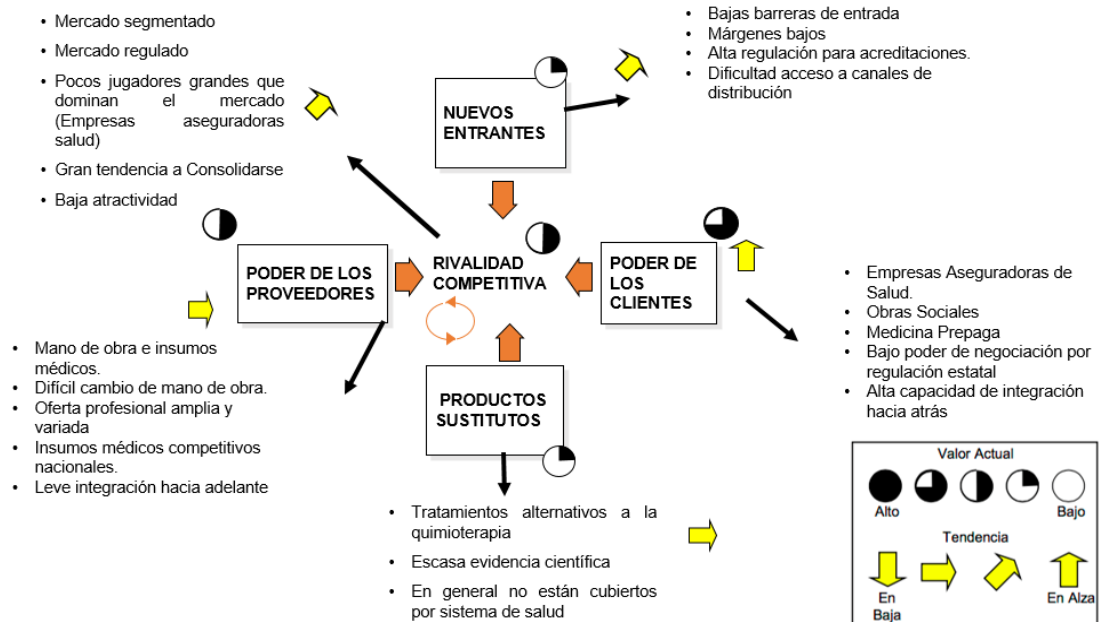 • Mercado segmentado
• Mercado regulado
• Pocos jugadores grandes que
dominan el mercado
(Empresas aseguradoras
salud)
• Gran tendencia a Consolidarse
• Baja atractividad
• Bajas barreras de entrada
• Márgenes bajos
• Alta regulación para acreditaciones.
• Dificultad acceso a canales de
distribución
NUEVOS
ENTRANTES
PODER DE LOS
PROVEEDORES
RIVALIDAD
COMPETITIVA
PODER DE
LOS
CLIENTES
• Empresas Aseguradoras de
Salud.
• Obras Sociales
• Medicina Prepaga
• Bajo poder de negociación por
regulación estatal
• Alta capacidad de integración
hacia atrás
• Mano de obra e insumos
médicos.
• Difícil cambio de mano de obra.
• Oferta profesional amplia y
variada
• Insumos médicos competitivos
nacionales.
• Leve integración hacia adelante
PRODUCTOS
SUSTITUTOS
• Tratamientos alternativos a la
quimioterapia
• Escasa evidencia científica
• En general no están cubiertos
por sistema de salud
Valor Actual
Alto
Bajo
Tendencia
En
Baja
En Alza